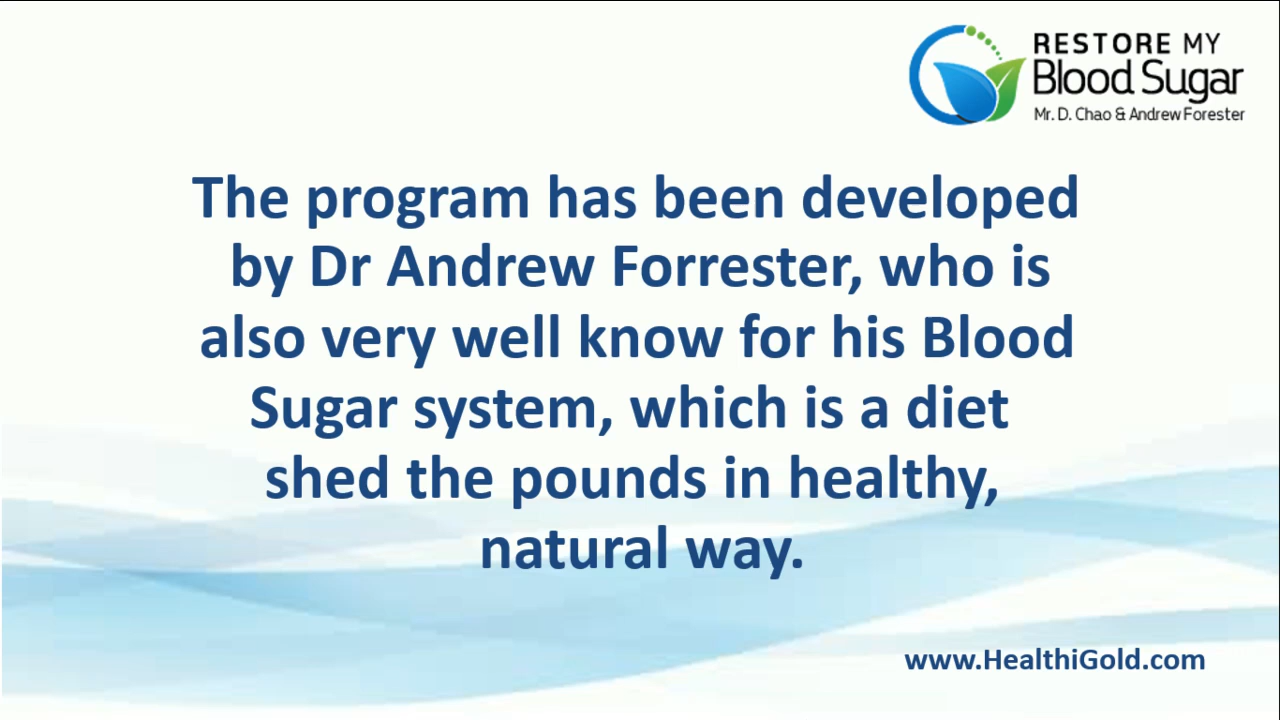 RESTORE MY
Blood Sugar
Mr. D. Chao & Andrew Forester
The program has been developed
by Dr Andrew Forrester, who is
also very well know for his Blood
Sugar system, which is a diet
shed the pounds in healthy,
natural way.
www.HealthiGold.com